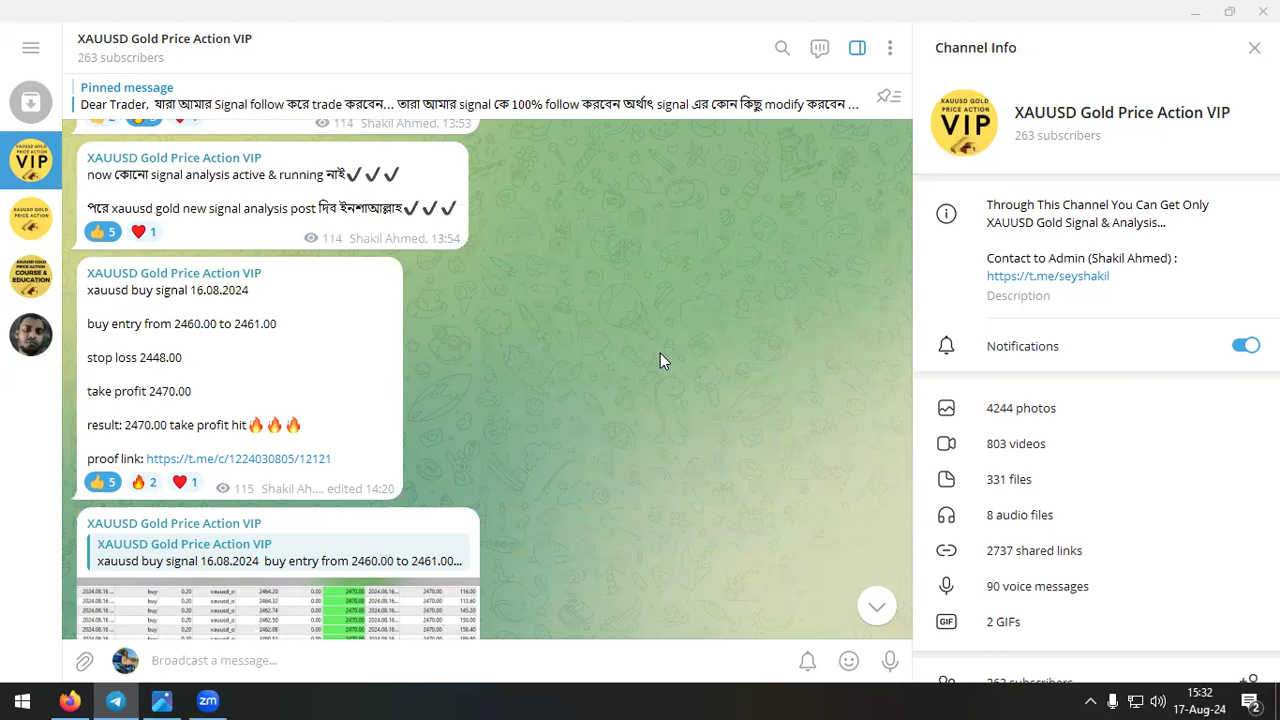 XAUUSD Gold Price Action VIP
263 subscribers
Pinned message
Dear Trader, যারা আমার Signal follow করে trade করবেন... তারা আমার signal কে 100% follow করবেন অর্থাৎ signal এর কোন কিছু modify করবেন ...
114 Shakil Ahmed, 13:53
XAUUSD Gold Price Action VIP
now কোনো signal analysis active & running নাই✔✔✔
পরে xauusd gold new signal analysis post দিব ইনশাআল্লাহ✔✔✔
👍 5 ❤️ 1 114 Shakil Ahmed, 13:54
XAUUSD Gold Price Action VIP
xauusd buy signal 16.08.2024
buy entry from 2460.00 to 2461.00
stop loss 2448.00
take profit 2470.00
result: 2470.00 take profit hit🔥🔥🔥
proof link: https://t.me/c/1224030805/12121
👍 5 🔥 2 ❤️ 1 115 Shakil Ah..., edited 14:20
XAUUSD Gold Price Action VIP
XAUUSD Gold Price Action VIP
xauusd buy signal 16.08.2024 buy entry from 2460.00 to 2461.00...
Broadcast a message...
Channel Info
XAUUSD GOLD
PRICE ACTION
VIP
XAUUSD Gold Price Action VIP
263 subscribers
Through This Channel You Can Get Only
XAUUSD Gold Signal & Analysis...
Contact to Admin (Shakil Ahmed) :
https://t.me/seyshakil
Description
Notifications
4244 photos
803 videos
331 files
8 audio files
2737 shared links
90 voice messages
GIF
2 GIFs
263 subscribers
zm
15:32
17-Aug-24
2